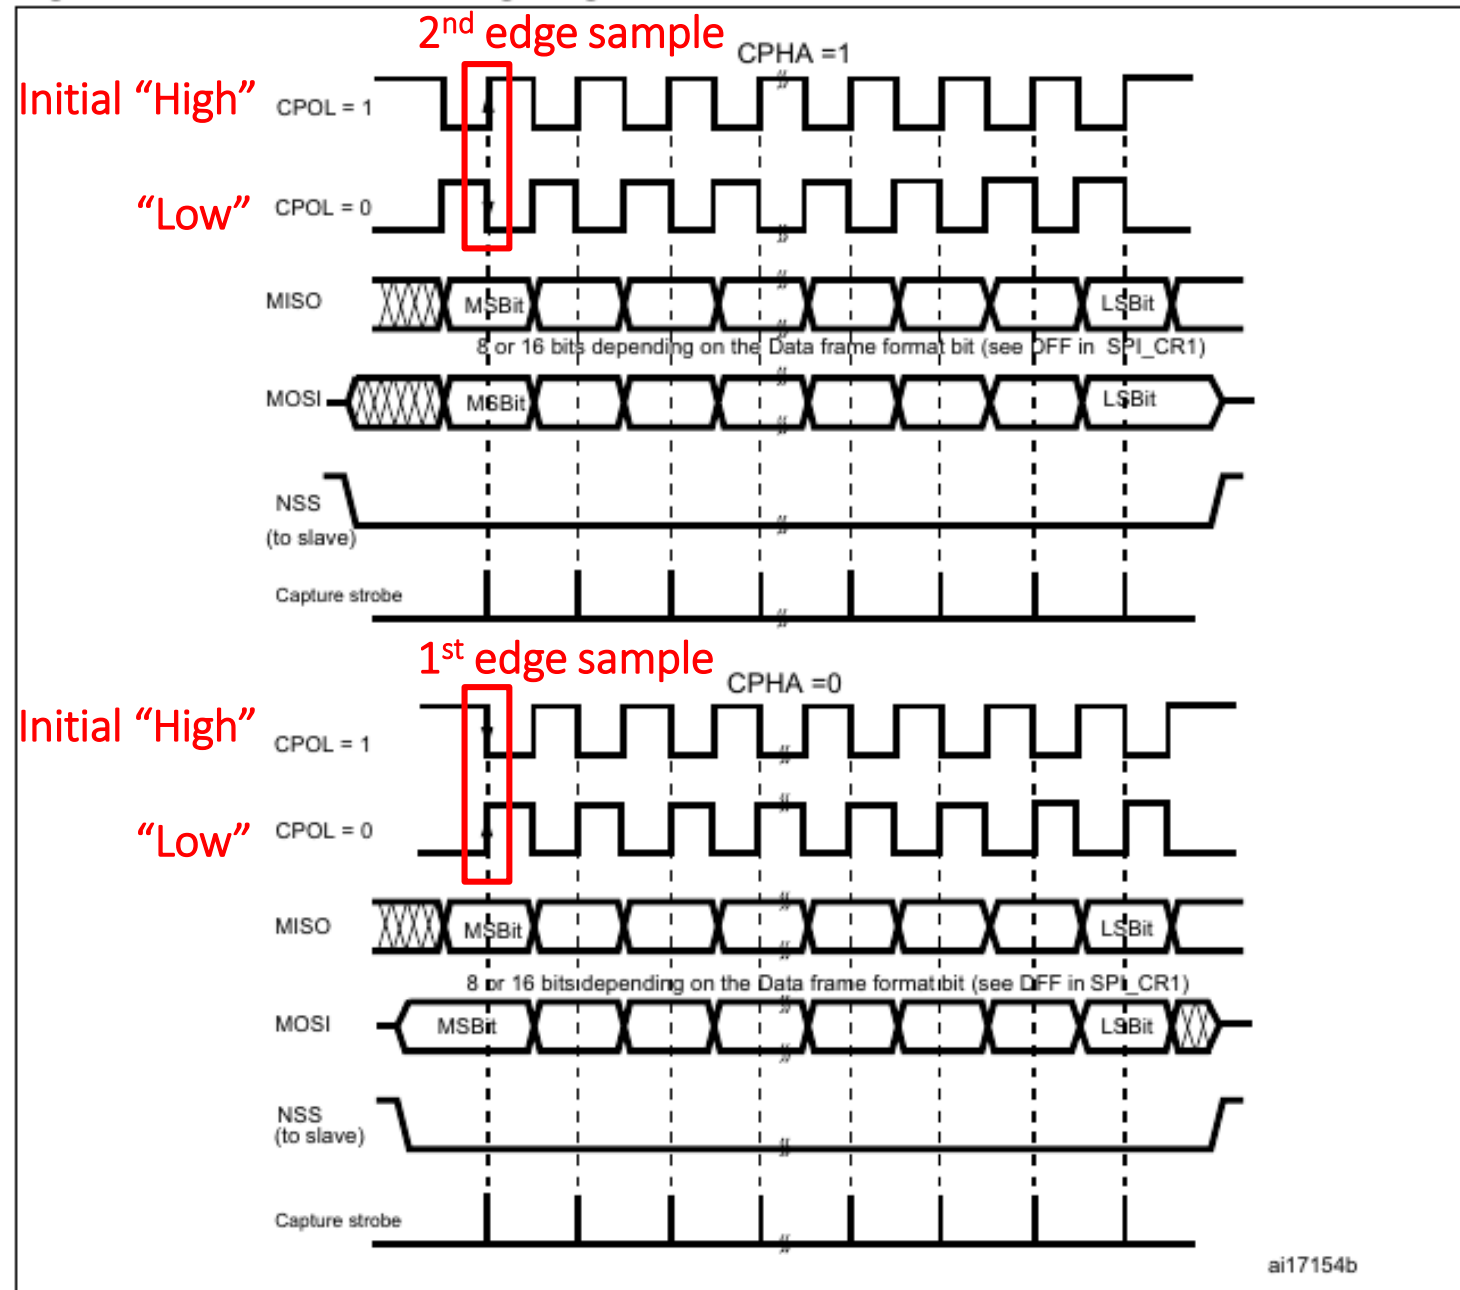 2nd edge sample
CPHA =1
Initial “High”
CPOL = 1
“Low”
CPOL = 0
MISO
MSBit
LSBit
8 or 16 bits depending on the Data frame format bit (see DFF in SPI_CR1)
MOSI
MSBit
LSBit
NSS
(to slave)
Capture strobe
1st edge sample
CPHA =0
Initial “High”
CPOL = 1
“Low”
CPOL = 0
MISO
MSBit
LSBit
8 or 16 bits depending on the Data frame format bit (see DFF in SPI_CR1)
MOSI
MSBit
LSBit
NSS
(to slave)
Capture strobe
ai17154b